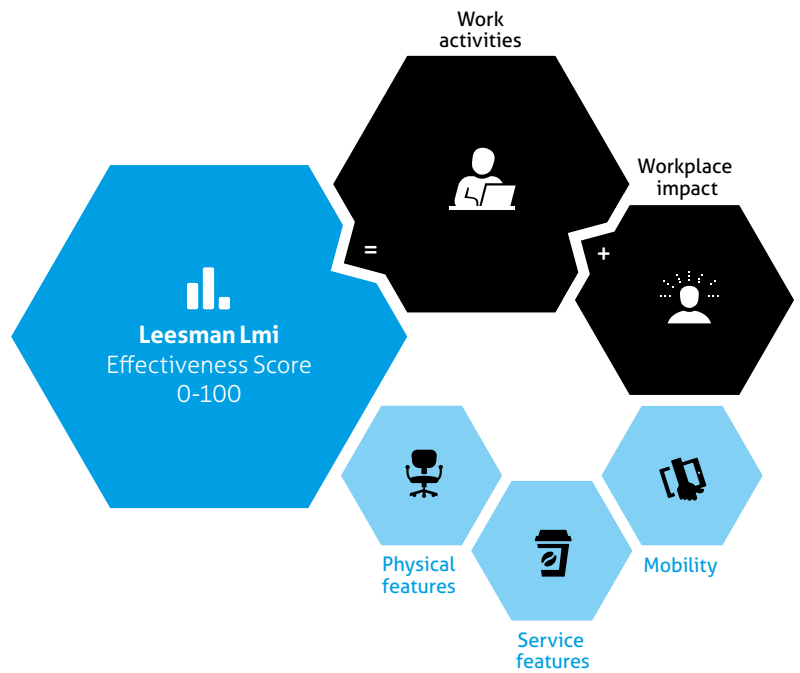 Work
activities
Workplace
impact
=
+
Leesman Lmi
Effectiveness Score
0-100
Physical
features
Mobility
Service
features